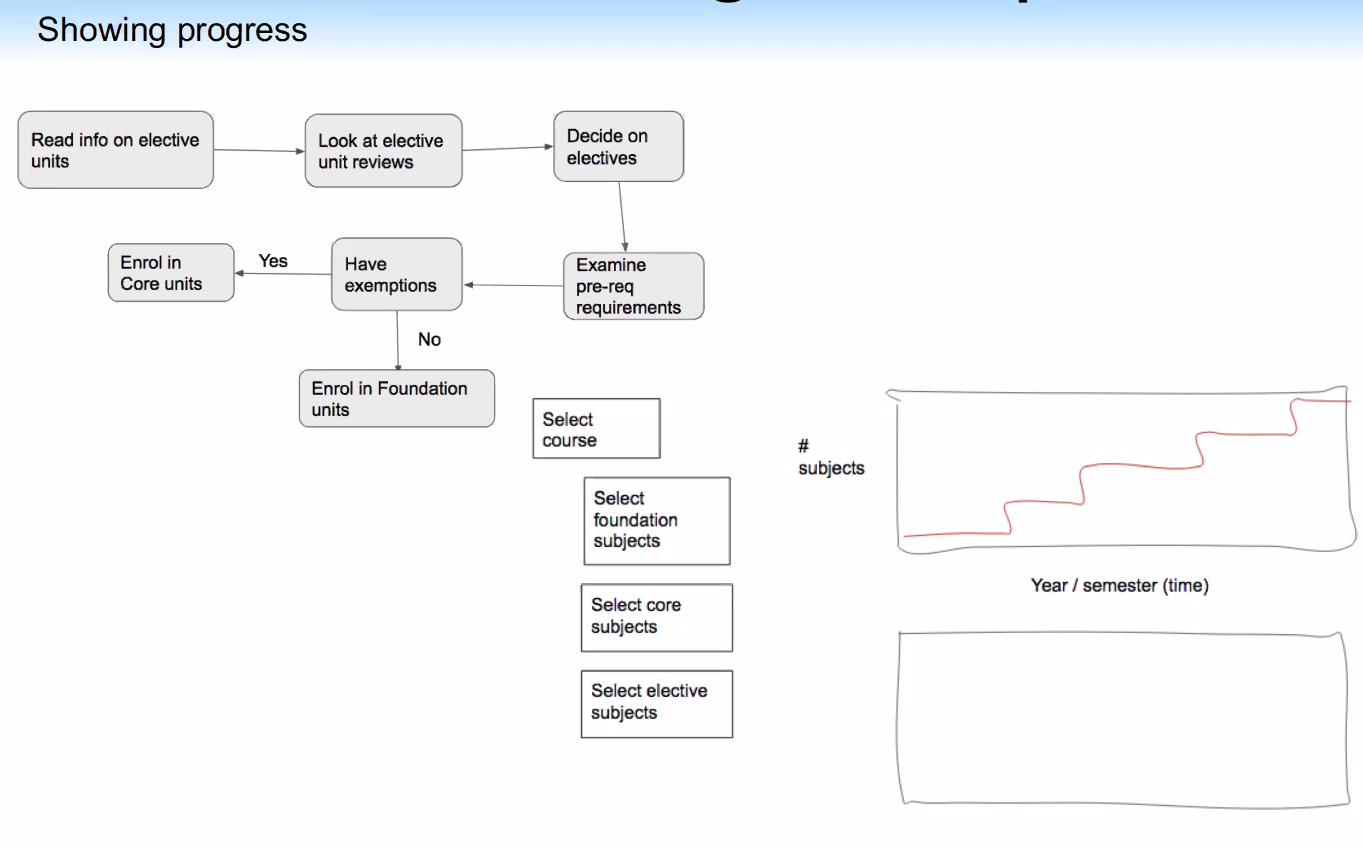 Showing progress
Read info on elective
units
Look at elective
unit reviews
Decide on
electives
Enrol in
Core units
Yes
Have
exemptions
Examine
pre-req
requirements
No
Enrol in Foundation
units
Select
course
Select
foundation
subjects
Select core
subjects
Select elective
subjects
#
subjects
Year / semester (time)